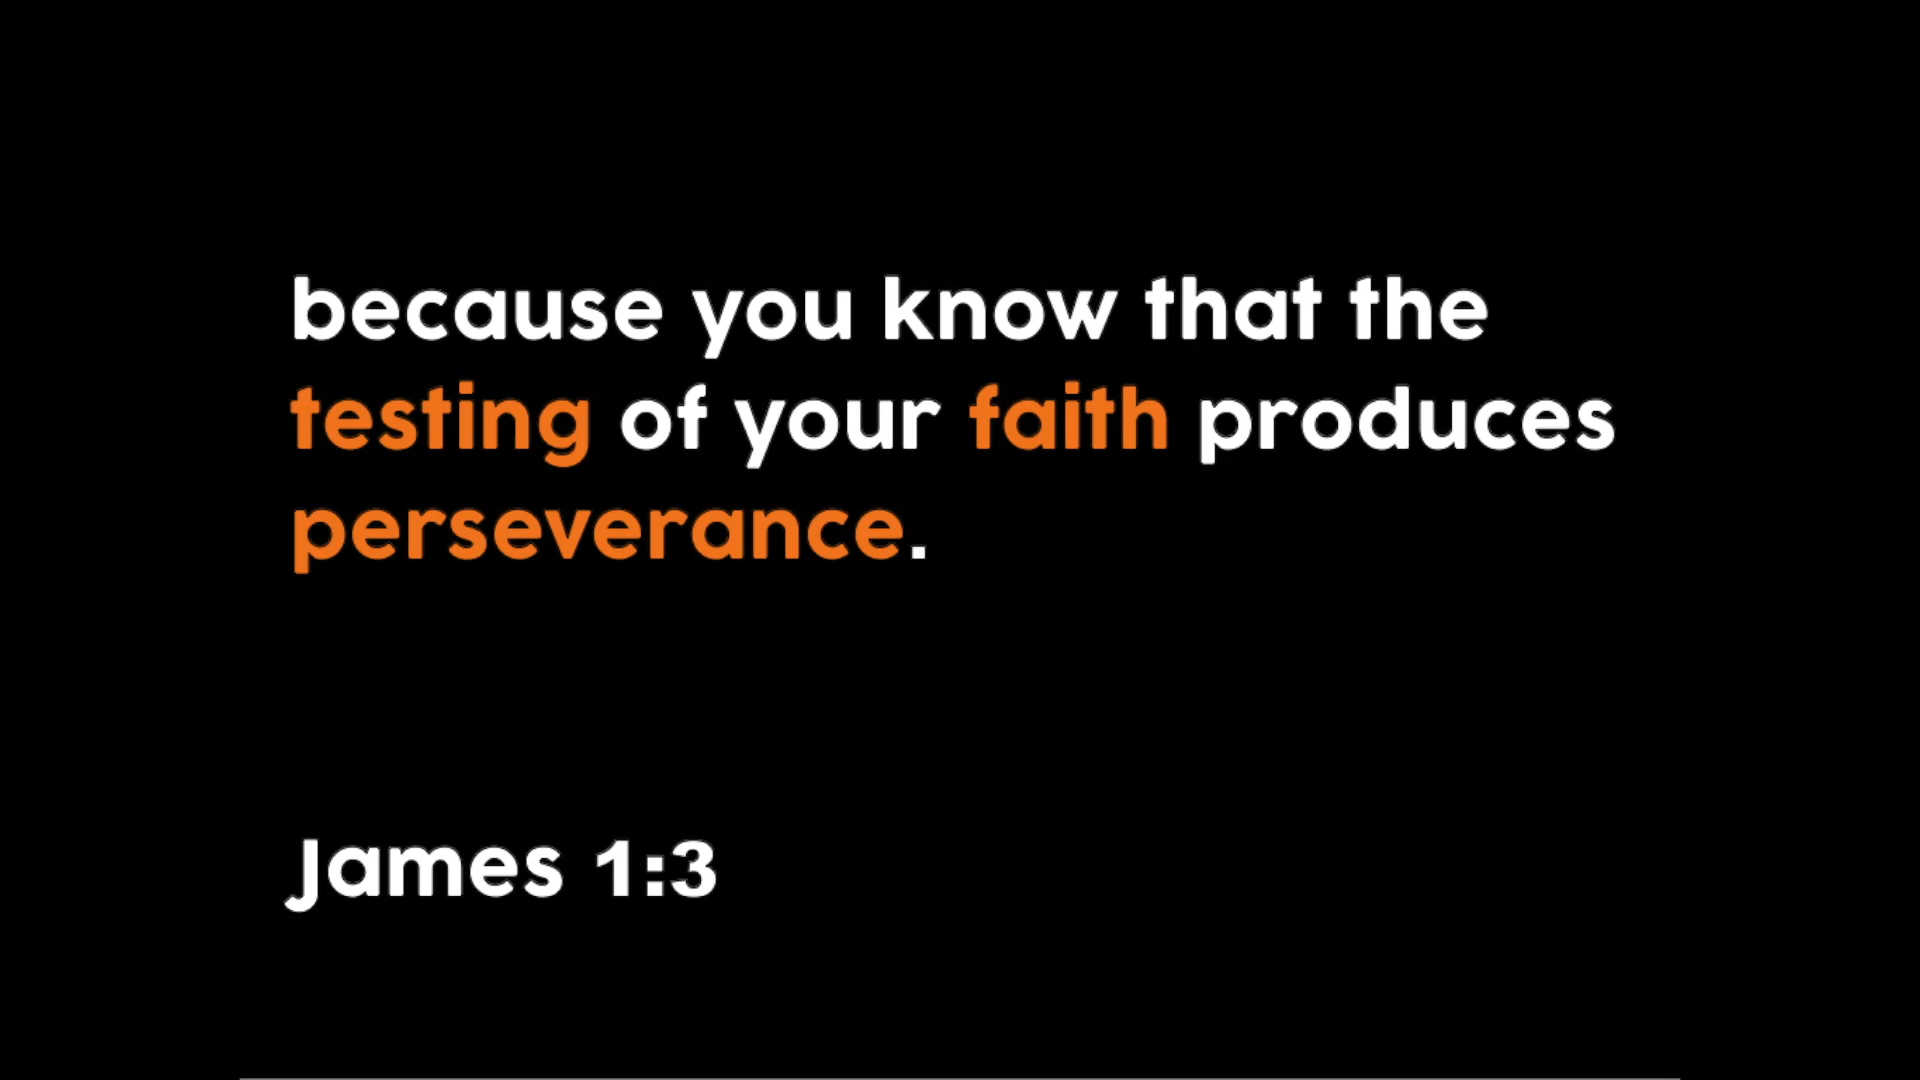 because you know that the
testing of your faith produces
perseverance.
James 1:3